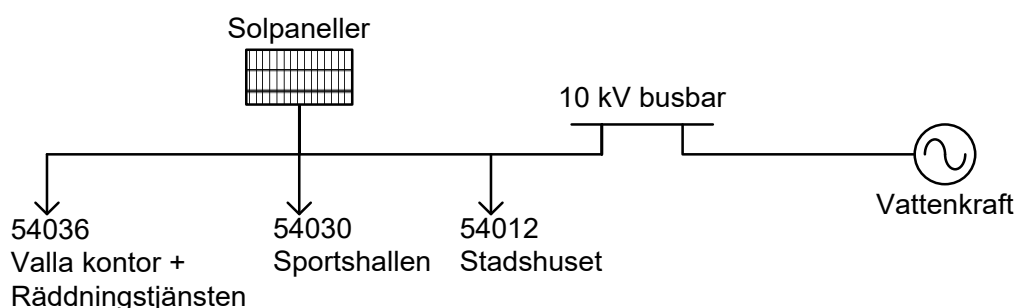 Solpaneller
10 kV busbar
Vattenkraft
54036
Valla kontor +
Räddningstjänsten
54030
Sportshallen
54012
Stadshuset